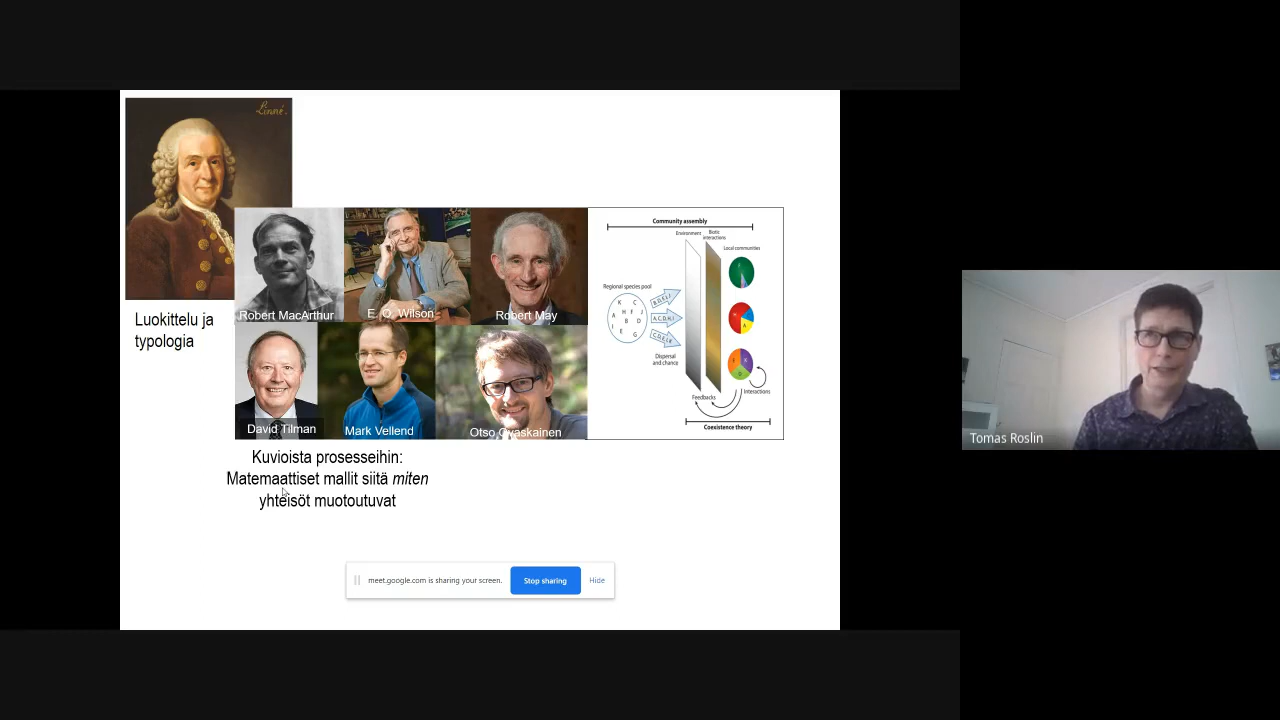 Linné.
Luokittelu ja
typologia
Robert MacArthur
E. O. Wilson
Robert May
David Tilman
Mark Vellend
Otso Ovaskainen
Kuvioista prosesseihin:
Matemaattiset mallit siitä miten
yhteisöt muotoutuvat
Community assembly
Environment
Biotic
interactions
Local communities
Regional species pool
K C
A H F J
B D
I E G
A, C, D, H, I
Dispersal
and chance
A
Interactions
Feedbacks
Coexistence theory
meet.google.com is sharing your screen.
Stop sharing
Hide
Tomas Roslin